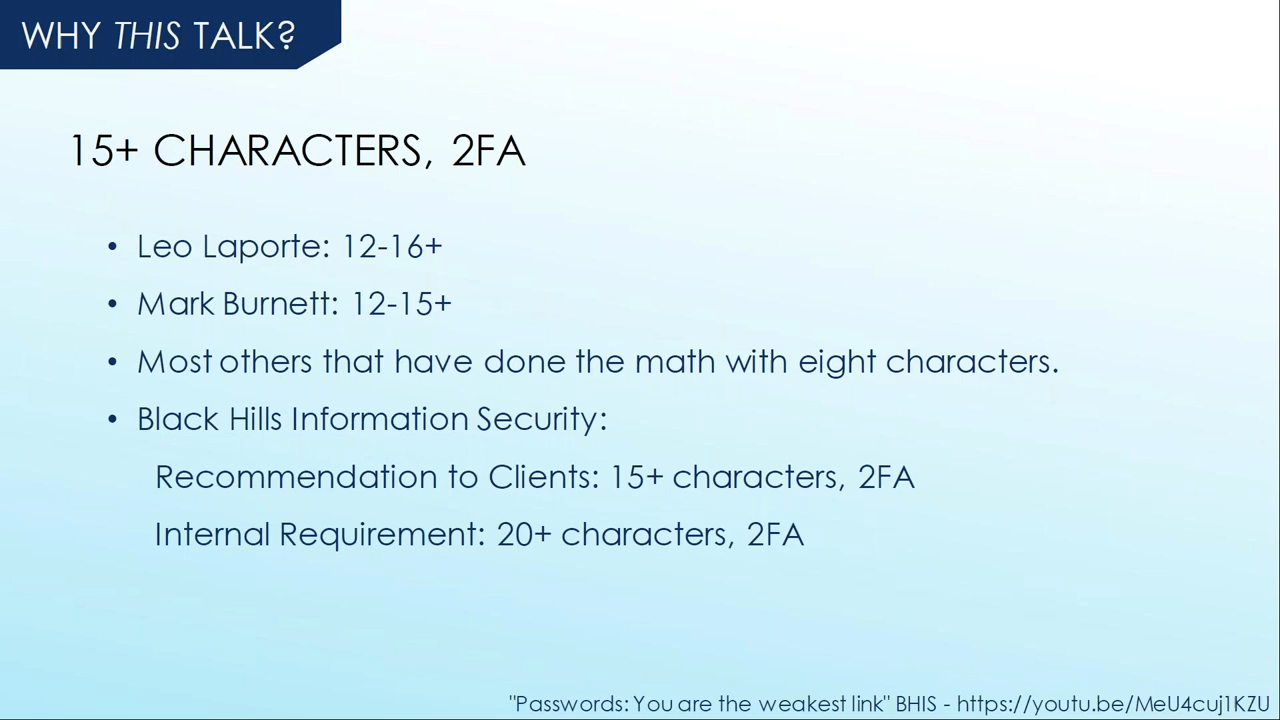 WHY THIS TALK?
15+ CHARACTERS, 2FA
• Leo Laporte: 12-16+
• Mark Burnett: 12-15+
• Most others that have done the math with eight characters.
• Black Hills Information Security:
Recommendation to Clients: 15+ characters, 2FA
Internal Requirement: 20+ characters, 2FA
"Passwords: You are the weakest link" BHIS - https://youtu.be/MeU4cuj1KZU